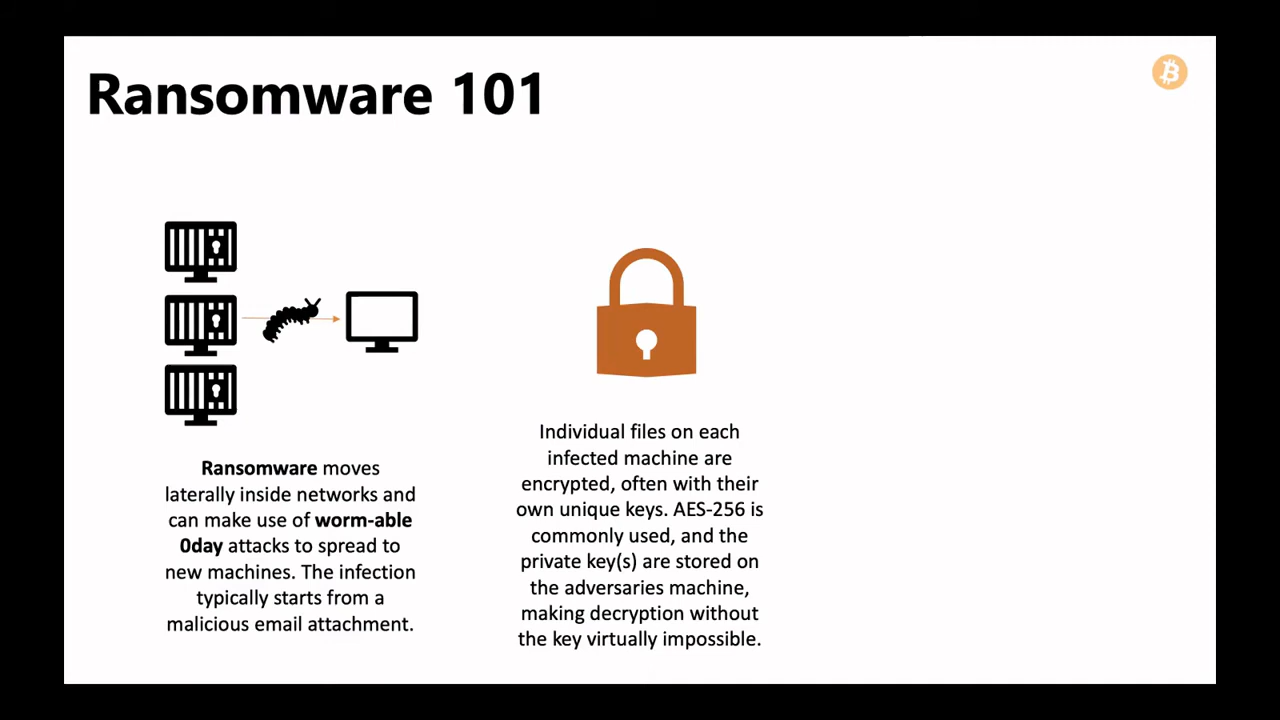 Ransomware 101
Ransomware moves
laterally inside networks and
can make use of worm-able
0day attacks to spread to
new machines. The infection
typically starts from a
malicious email attachment.
Individual files on each
infected machine are
encrypted, often with their
own unique keys. AES-256 is
commonly used, and the
private key(s) are stored on
the adversaries machine,
making decryption without
the key virtually impossible.